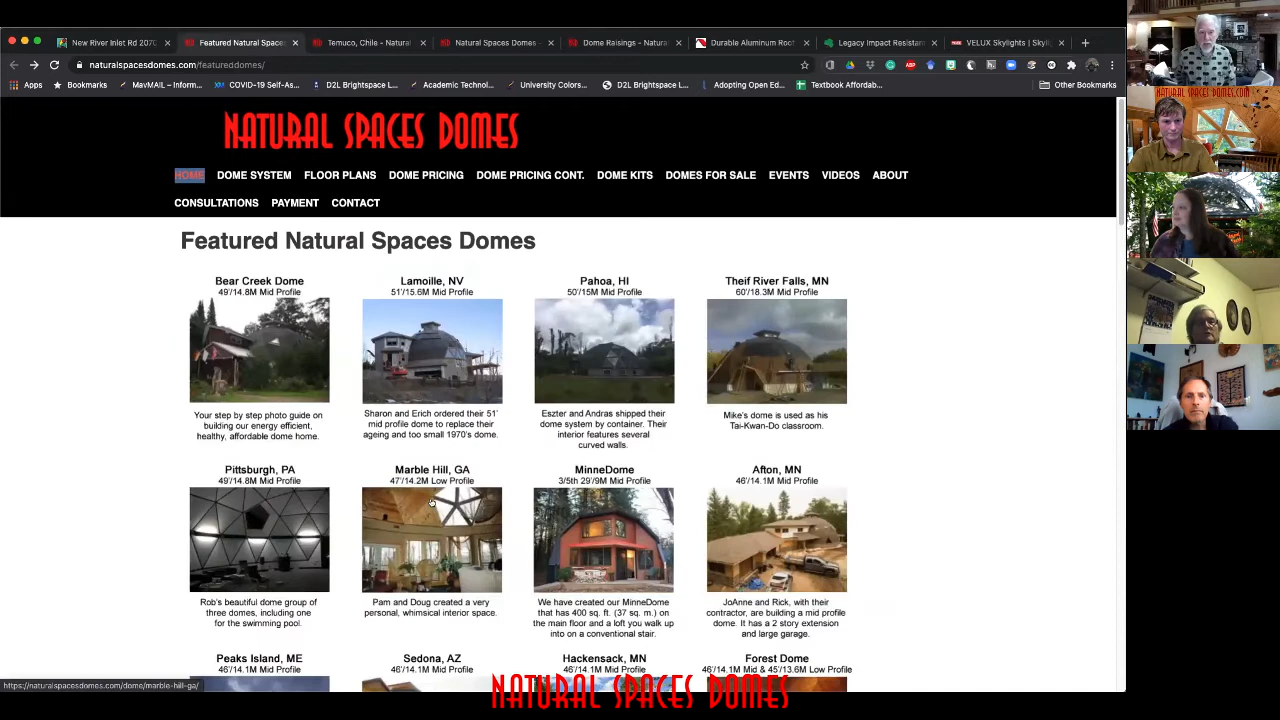 New River Inlet Rd 2070
Featured Natural Spaces
Temuco, Chile - Natural
Natural Spaces Domes -
Dome Raisings - Natura
Durable Aluminum Roof
Legacy Impact Resistan
VELUX Skylights | Skylig
naturalspacesdomes.com/featureddomes/
Apps
Bookmarks
MavMAIL – Inform...
COVID-19 Self-As...
D2L Brightspace L...
Academic Technol...
University Colors...
D2L Brightspace L...
Adopting Open Ed...
Textbook Affordab...
Other Bookmarks
NATURAL SPACES DOMES
HOME DOME SYSTEM FLOOR PLANS DOME PRICING DOME PRICING CONT. DOME KITS DOMES FOR SALE EVENTS VIDEOS ABOUT
CONSULTATIONS PAYMENT CONTACT
Featured Natural Spaces Domes
Bear Creek Dome
49'/14.8M Mid Profile
Your step by step photo guide on
building our energy efficient,
healthy, affordable dome home.
Lamoille, NV
51'/15.6M Mid Profile
Sharon and Erich ordered their 51'
mid profile dome to replace their
ageing and too small 1970's dome.
Pahoa, HI
50'/15M Mid Profile
Eszter and Andras shipped their
dome system by container. Their
interior features several
curved walls.
Theif River Falls, MN
60'/18.3M Mid Profile
Mike's dome is used as his
Tai-Kwan-Do classroom.
Pittsburgh, PA
49'/14.8M Mid Profile
Rob's beautiful dome group of
three domes, including one
for the swimming pool.
Marble Hill, GA
47'/14.2M Low Profile
Pam and Doug created a very
personal, whimsical interior space.
MinneDome
3/5th 29'/9M Mid Profile
We have created our MinneDome
that has 400 sq. ft. (37 sq. m.) on
the main floor and a loft you walk up
into on a conventional stair.
Afton, MN
46'/14.1M Mid Profile
JoAnne and Rick, with their
contractor, are building a mid profile
dome. It has a 2 story extension
and large garage.
Peaks Island, ME
46'/14.1M Mid Profile
Sedona, AZ
46'/14.1M Mid Profile
Hackensack, MN
46'/14.1M Mid Profile
Forest Dome
46'/14.1M Mid & 45'/13.6M Low Profile
https://naturalspacesdomes.com/dome/marble-hill-ga/
NATURAL SPACES DOMES
NATURAL SPACES DOMES.COM